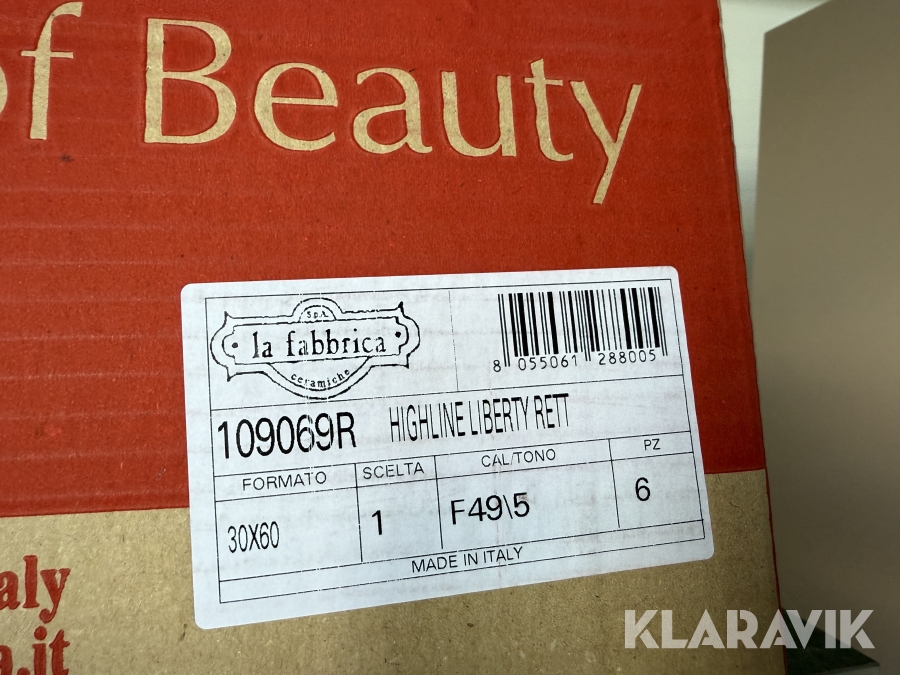 of Beauty
S.p.A.
la fabbrica
ceramiche
8 055061 288005
109069R HIGHLINE LIBERTY RETT
FORMATO SCELTA CAL/TONO PZ
30X60 1 F49\5 6
MADE IN ITALY
aly
a.it
KLARAVIK